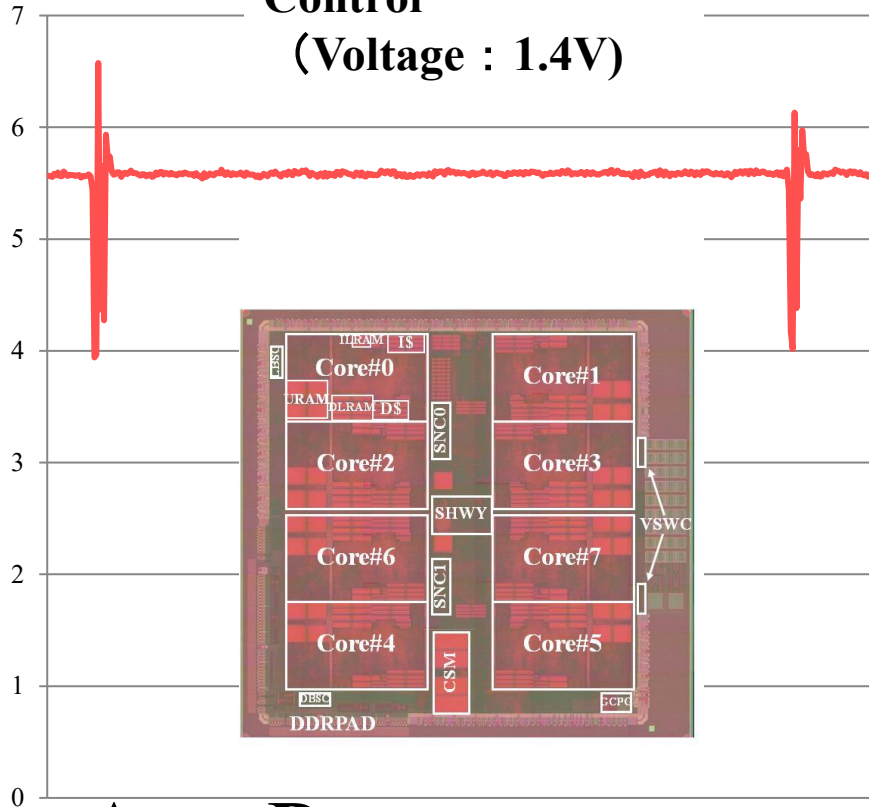 Control
（Voltage：1.4V)
7
6
5
4
3
2
1
0
ILRAM
I$
LBSC
Core#0
Core#1
URAM
DLRAM
D$
SNC0
Core#2
Core#3
SHWY
VSWC
Core#6
Core#7
SNC1
Core#4
Core#5
CSM
DBSC
GCPG
DDRPAD